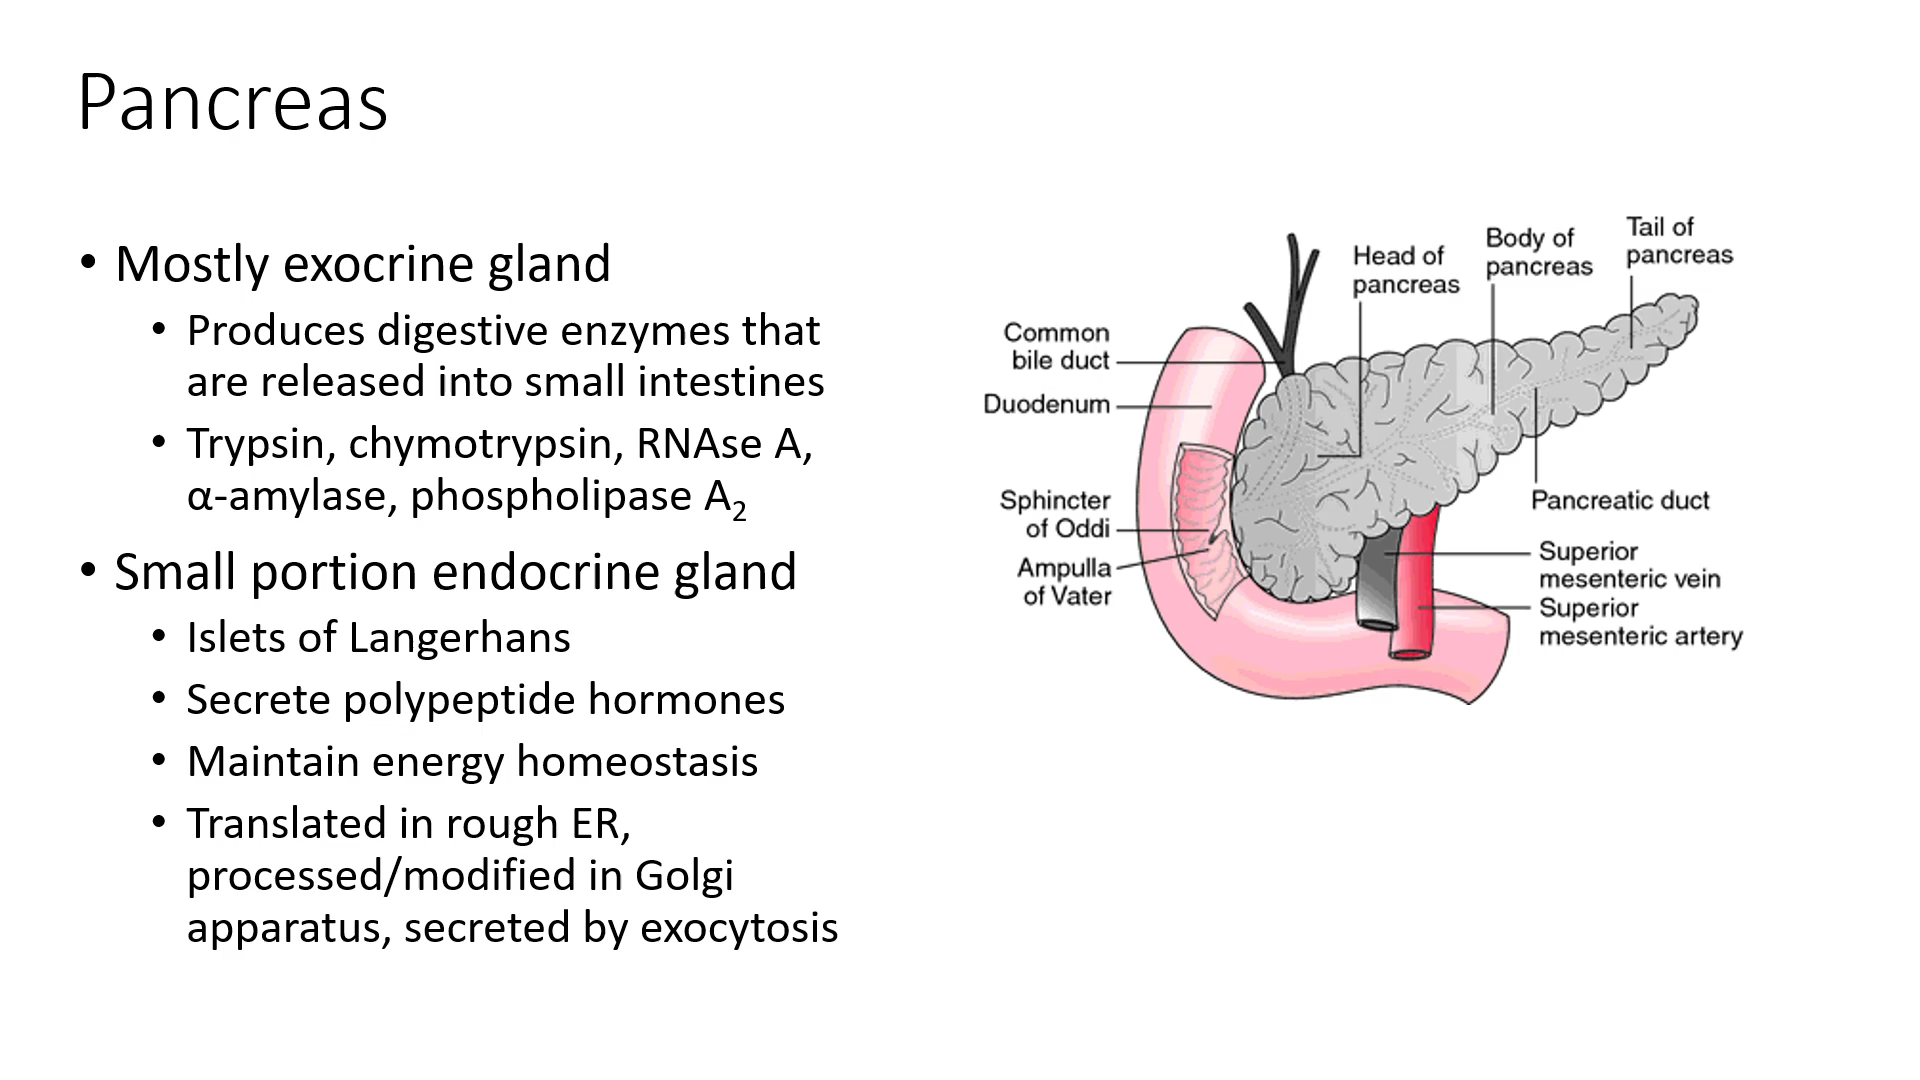 Pancreas
• Mostly exocrine gland
• Produces digestive enzymes that
are released into small intestines
• Trypsin, chymotrypsin, RNAse A,
α-amylase, phospholipase A₂
• Small portion endocrine gland
• Islets of Langerhans
• Secrete polypeptide hormones
• Maintain energy homeostasis
• Translated in rough ER,
processed/modified in Golgi
apparatus, secreted by exocytosis
Tail of
pancreas
Body of
pancreas
Head of
pancreas
Common
bile duct
Duodenum
Sphincter
of Oddi
Ampulla
of Vater
Pancreatic duct
Superior
mesenteric vein
Superior
mesenteric artery